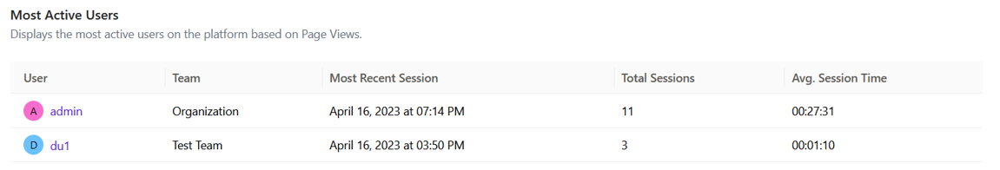 Most Active Users
Displays the most active users on the platform based on Page Views.
User Team Most Recent Session Total Sessions Avg. Session Time
A admin Organization April 16, 2023 at 07:14 PM 11 00:27:31
D du1 Test Team April 16, 2023 at 03:50 PM 3 00:01:10